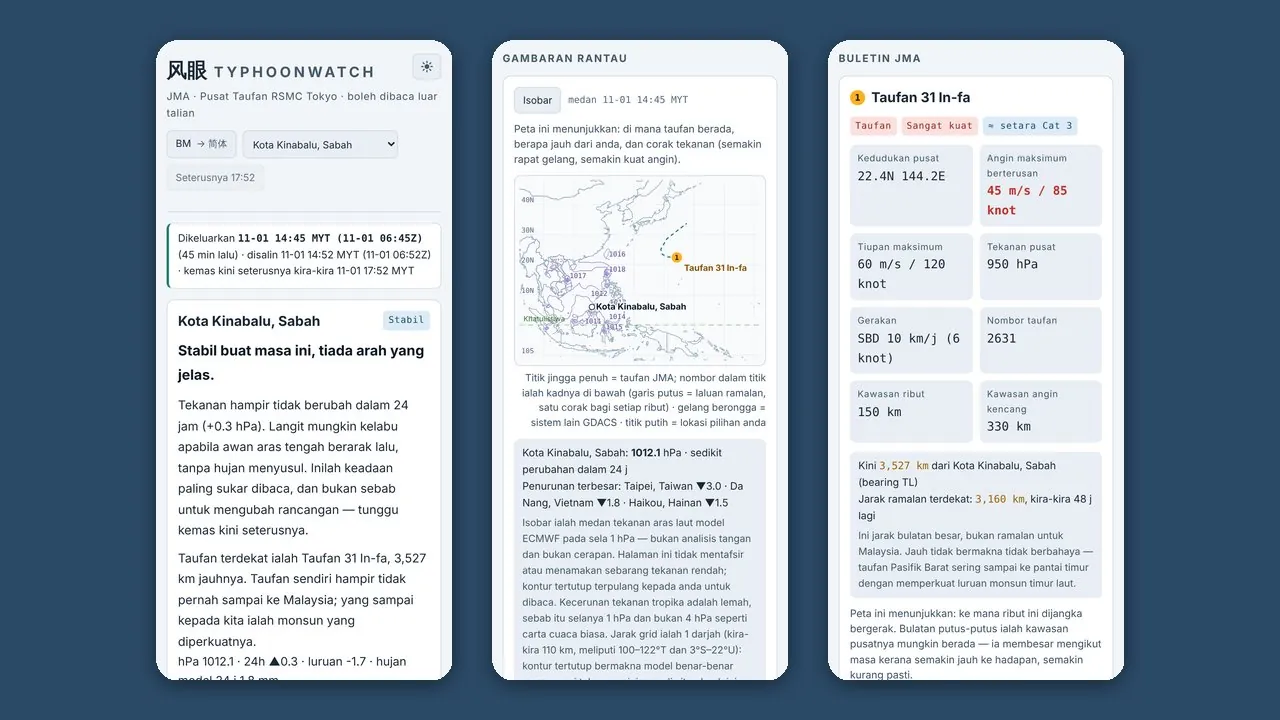 风眼 TYPHOONWATCH
JMA · Pusat Taufan RSMC Tokyo · boleh dibaca luar
talian
BM → 简体
Kota Kinabalu, Sabah
Seterusnya 17:52
Dikeluarkan 11-01 14:45 MYT (11-01 06:45Z)
(45 min lalu) · disalin 11-01 14:52 MYT (11-01 06:52Z)
· kemas kini seterusnya kira-kira 11-01 17:52 MYT
Kota Kinabalu, Sabah
Stabil
Stabil buat masa ini, tiada arah yang
jelas.
Tekanan hampir tidak berubah dalam 24
jam (+0.3 hPa). Langit mungkin kelabu
apabila awan aras tengah berarak lalu,
tanpa hujan menyusul. Inilah keadaan
paling sukar dibaca, dan bukan sebab
untuk mengubah rancangan — tunggu
kemas kini seterusnya.
Taufan terdekat ialah Taufan 31 In-fa, 3,527
km jauhnya. Taufan sendiri hampir tidak
pernah sampai ke Malaysia; yang sampai
kepada kita ialah monsun yang
diperkuatnya.
hPa 1012.1 · 24h ▲0.3 · luruan -1.7 · hujan
model 24 j 1.8 mm
GAMBARAN RANTAU
Isobar
medan 11-01 14:45 MYT
Peta ini menunjukkan: di mana taufan berada,
berapa jauh dari anda, dan corak tekanan (semakin
rapat gelang, semakin kuat angin).
40N
30N
20N
10N
10S
1016
1018
1017
1012
1014
1011
1015
1
Taufan 31 In-fa
Kota Kinabalu, Sabah
Khatulistiwa
Titik jingga penuh = taufan JMA; nombor dalam titik
ialah kadnya di bawah (garis putus = laluan ramalan,
satu corak bagi setiap ribut) · gelang berongga =
sistem lain GDACS · titik putih = lokasi pilihan anda
Kota Kinabalu, Sabah: 1012.1 hPa · sedikit
perubahan dalam 24 j
Penurunan terbesar: Taipei, Taiwan ▼3.0 · Da
Nang, Vietnam ▼1.8 · Haikou, Hainan ▼1.5
Isobar ialah medan tekanan aras laut model
ECMWF pada sela 1 hPa — bukan analisis tangan
dan bukan cerapan. Halaman ini tidak mentafsir
atau menamakan sebarang tekanan rendah;
kontur tertutup terpulang kepada anda untuk
dibaca. Kecerunan tekanan tropika adalah lemah,
sebab itu selanya 1 hPa dan bukan 4 hPa seperti
carta cuaca biasa. Jarak grid ialah 1 darjah (kira-
kira 110 km, meliputi 100–122°T dan 3°S–22°U):
kontur tertutup bermakna model benar-benar
BULETIN JMA
1 Taufan 31 In-fa
Taufan
Sangat kuat
≈ setara Cat 3
Kedudukan pusat
22.4N 144.2E
Angin maksimum
berterusan
45 m/s / 85
knot
Tiupan maksimum
60 m/s / 120
knot
Tekanan pusat
950 hPa
Gerakan
SBD 10 km/j (6
knot)
Nombor taufan
2631
Kawasan ribut
150 km
Kawasan angin
kencang
330 km
Kini 3,527 km dari Kota Kinabalu, Sabah
(bearing TL)
Jarak ramalan terdekat: 3,160 km, kira-kira 48 j
lagi
Ini jarak bulatan besar, bukan ramalan untuk
Malaysia. Jauh tidak bermakna tidak berbahaya —
taufan Pasifik Barat sering sampai ke pantai timur
dengan memperkuat luruan monsun timur laut.
Peta ini menunjukkan: ke mana ribut ini dijangka
bergerak. Bulatan putus-putus ialah kawasan
pusatnya mungkin berada — ia membesar mengikut
masa kerana semakin jauh ke hadapan, semakin
kurang pasti.